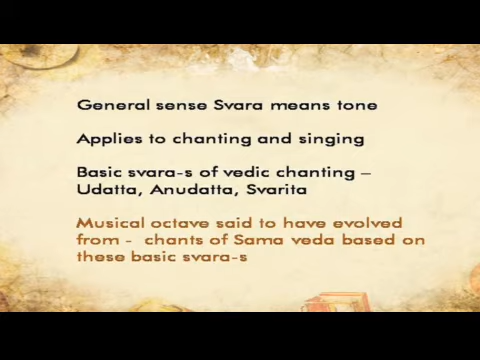 General sense Svara means tone
Applies to chanting and singing
Basic svara-s of vedic chanting –
Udatta, Anudatta, Svarita
Musical octave said to have evolved
from -  chants of Sama veda based on
these basic svara-s